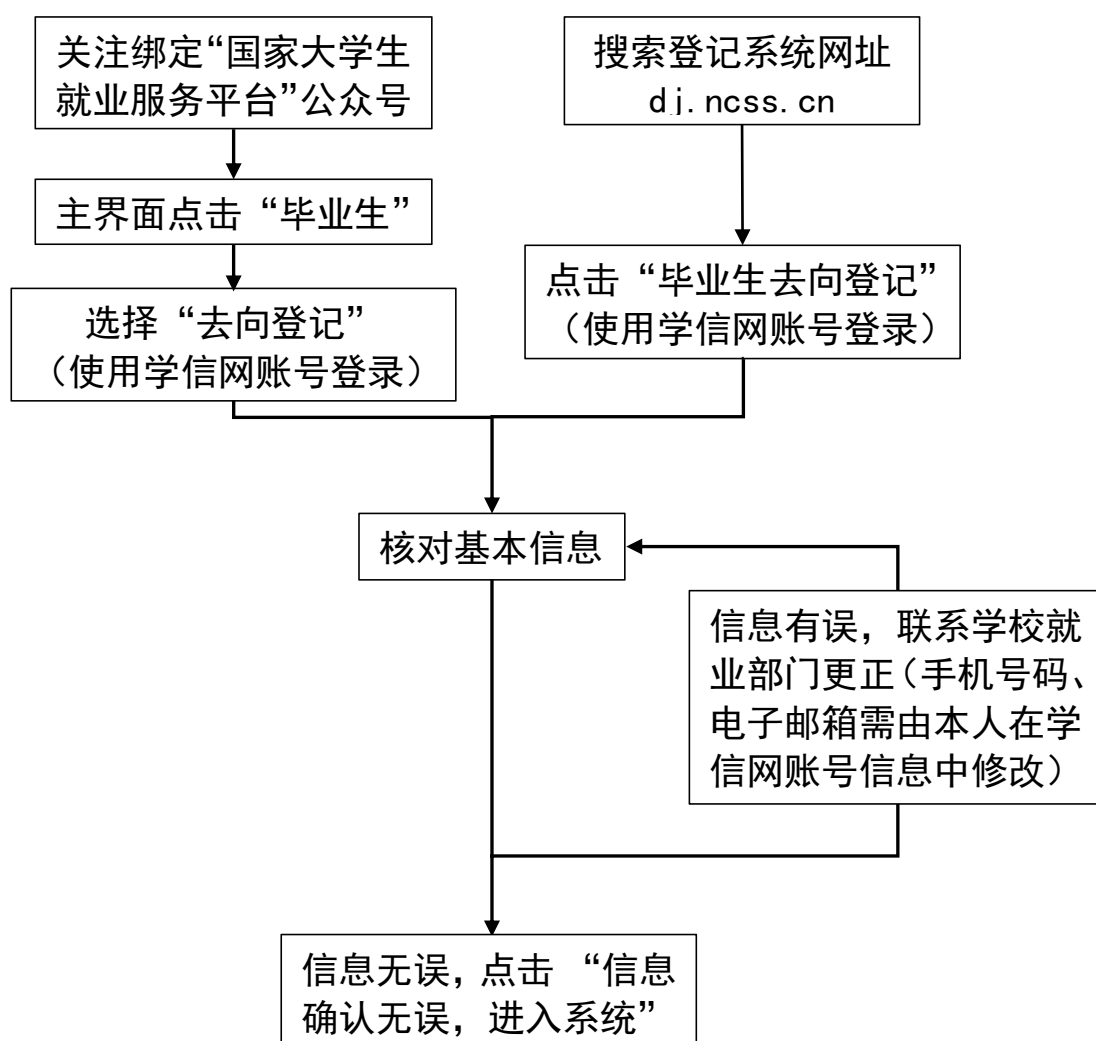 关注绑定“国家大学生
就业服务平台”公众号
主界面点击“毕业生”
选择“去向登记”
（使用学信网账号登录）
搜索登记系统网址
dj.ncss.cn
点击“毕业生去向登记”
（使用学信网账号登录）
核对基本信息
信息有误，联系学校就
业部门更正（手机号码、
电子邮箱需由本人在学
信网账号信息中修改）
信息无误，点击 “信息
确认无误，进入系统”